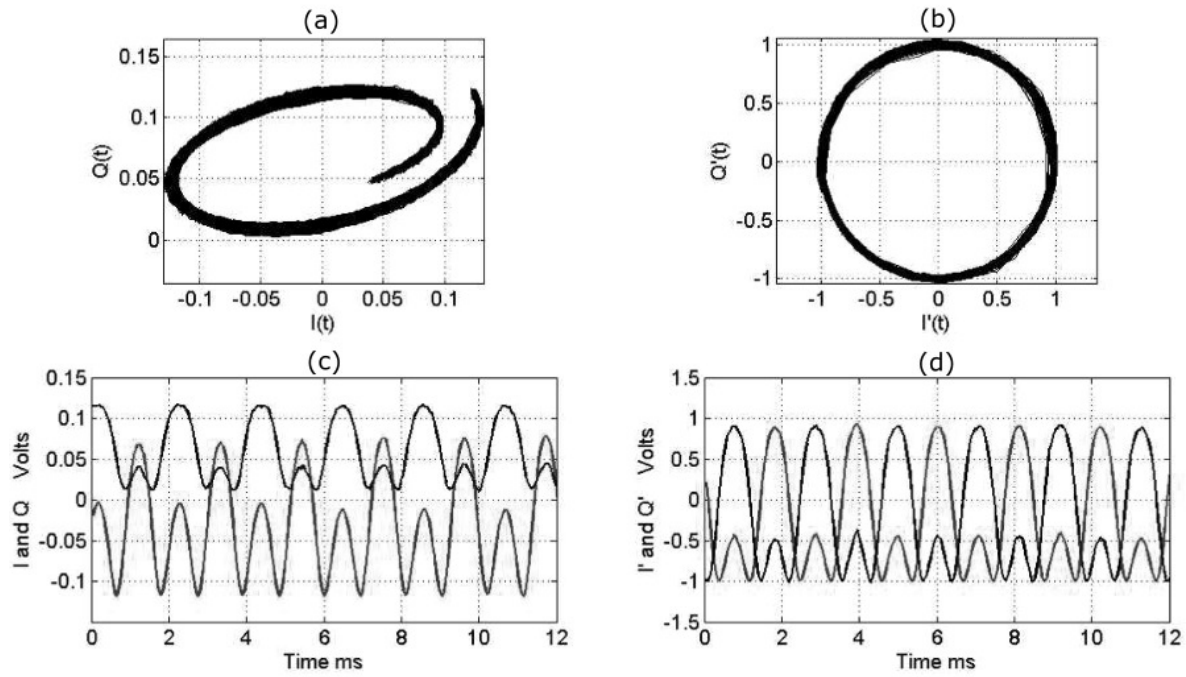 (a)
Q(t)
0.15
0.1
0.05
0
-0.1 -0.05 0 0.05 0.1
I(t)
(b)
Q'(t)
1
0.5
0
-0.5
-1
-1 -0.5 0 0.5 1
I'(t)
(c)
I and Q Volts
0.15
0.1
0.05
0
-0.05
-0.1
0 2 4 6 8 10 12
Time ms
(d)
I' and Q' Volts
1.5
1
0.5
0
-0.5
-1
-1.5
0 2 4 6 8 10 12
Time ms